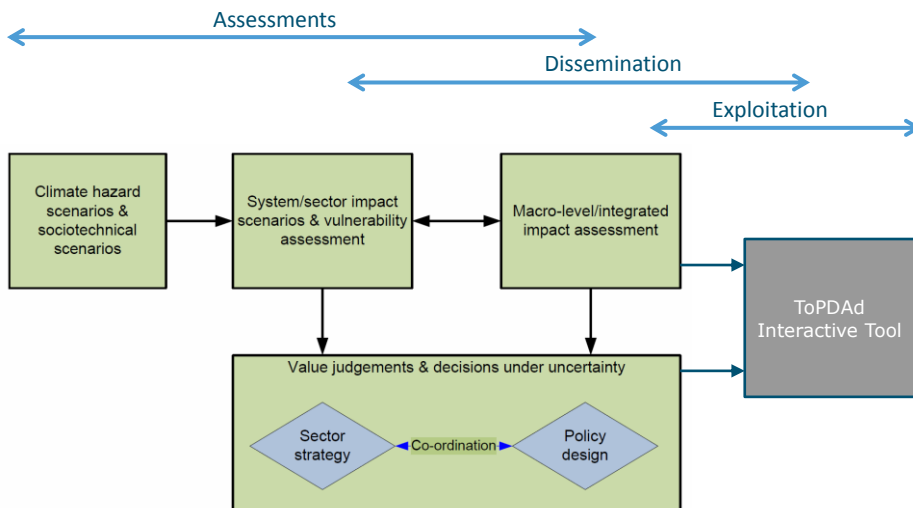 Assessments
Dissemination
Exploitation
Climate hazard
scenarios &
sociotechnical
scenarios
System/sector impact
scenarios & vulnerability
assessment
Macro-level/integrated
impact assessment
ToPDAd
Interactive Tool
Value judgements & decisions under uncertainty
Sector
strategy
Co-ordination
Policy
design